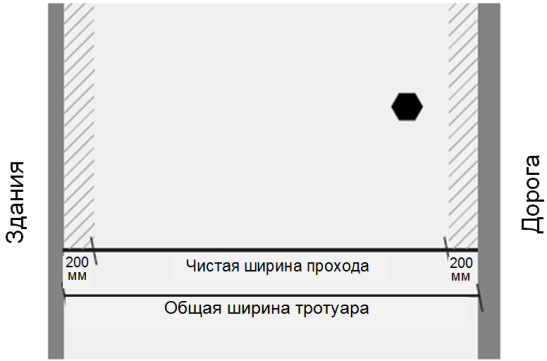 Здания
Дорога
200
мм
Чистая ширина прохода
200
мм
Общая ширина тротуара